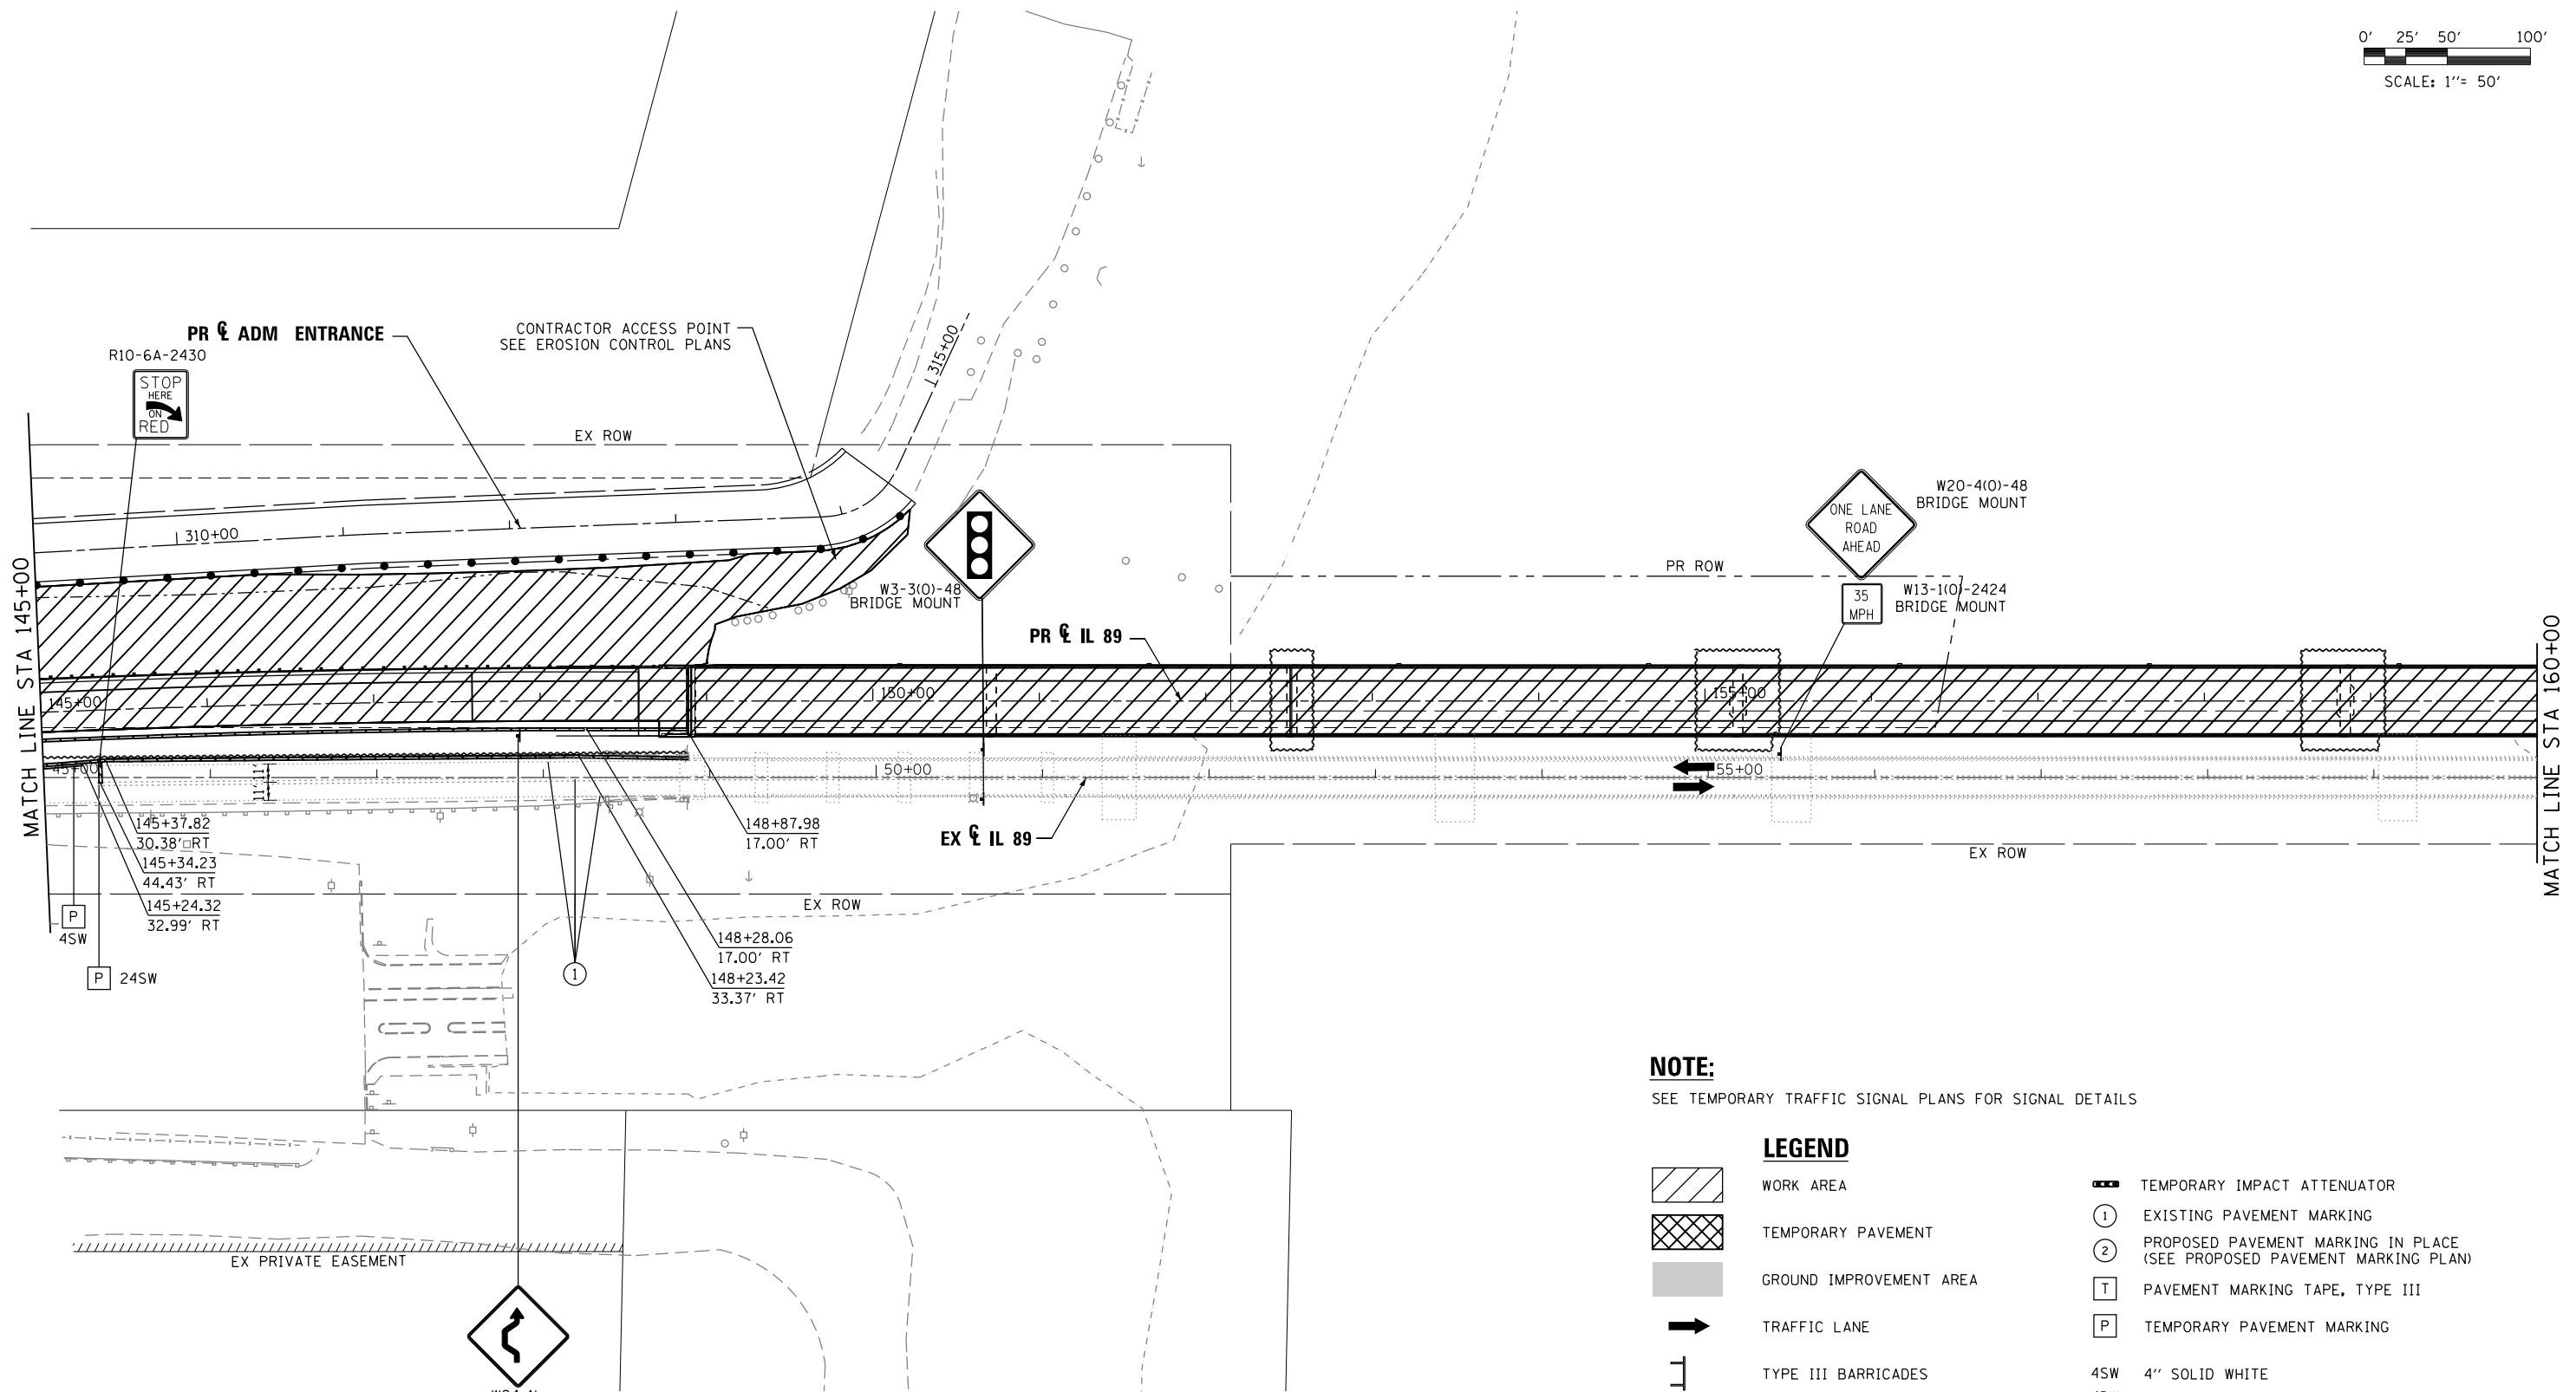 0' 25' 50' 100'
SCALE: 1"= 50'
PR ℄ ADM ENTRANCE
CONTRACTOR ACCESS POINT
SEE EROSION CONTROL PLANS
R10-6A-2430
STOP
HERE
ON
RED
315+00
EX ROW
310+00
W20-4(O)-48
BRIDGE MOUNT
ONE LANE
ROAD
AHEAD
PR ROW
W3-3(O)-48
BRIDGE MOUNT
35
MPH
W13-1(O)-2424
BRIDGE MOUNT
PR ℄ IL 89
MATCH LINE STA 145+00
MATCH LINE STA 160+00
145+00
150+00
155+00
45+00
50+00
55+00
11' 11'
145+37.82
30.38' RT
145+34.23
44.43' RT
145+24.32
32.99' RT
148+87.98
17.00' RT
EX ℄ IL 89
EX ROW
EX ROW
P
4SW
P 24SW
1
148+28.06
17.00' RT
148+23.42
33.37' RT
EX PRIVATE EASEMENT
NOTE:
SEE TEMPORARY TRAFFIC SIGNAL PLANS FOR SIGNAL DETAILS
LEGEND
WORK AREA
TEMPORARY PAVEMENT
GROUND IMPROVEMENT AREA
TRAFFIC LANE
TYPE III BARRICADES
TEMPORARY IMPACT ATTENUATOR
1 EXISTING PAVEMENT MARKING
2 PROPOSED PAVEMENT MARKING IN PLACE
(SEE PROPOSED PAVEMENT MARKING PLAN)
T PAVEMENT MARKING TAPE, TYPE III
P TEMPORARY PAVEMENT MARKING
4SW 4" SOLID WHITE